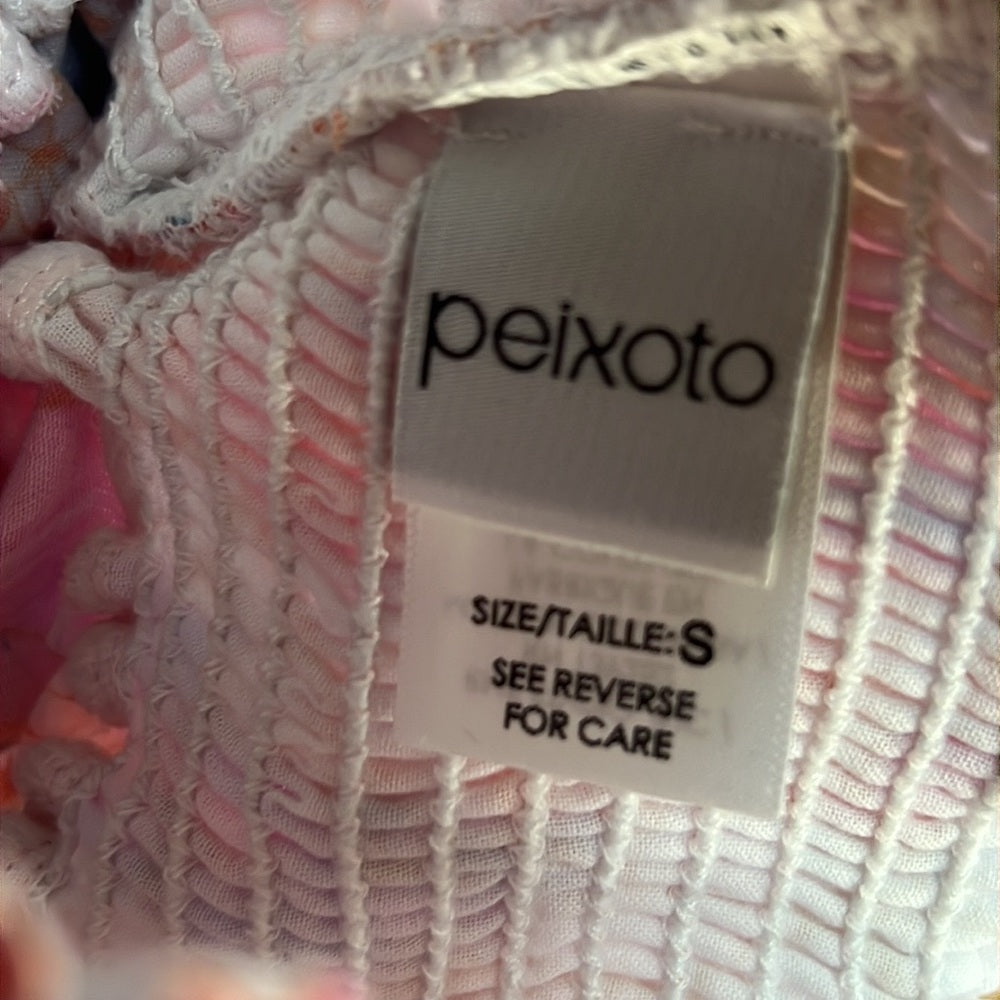 peixoto
SIZE/TAILLE: S
SEE REVERSE
FOR CARE